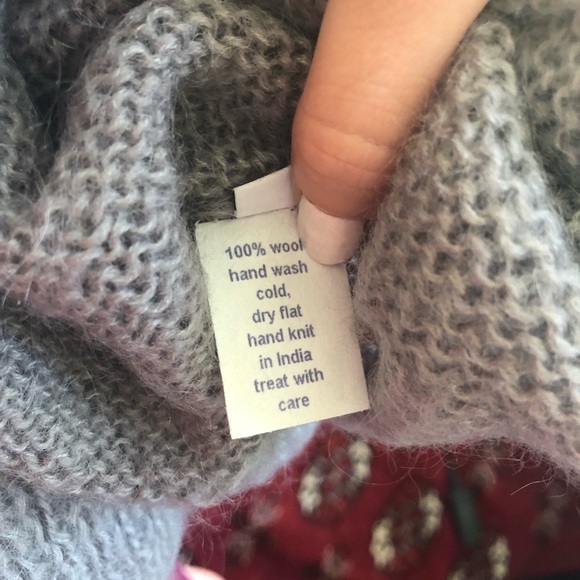 100% wool
hand wash
cold,
dry flat
hand knit
in India
treat with
care